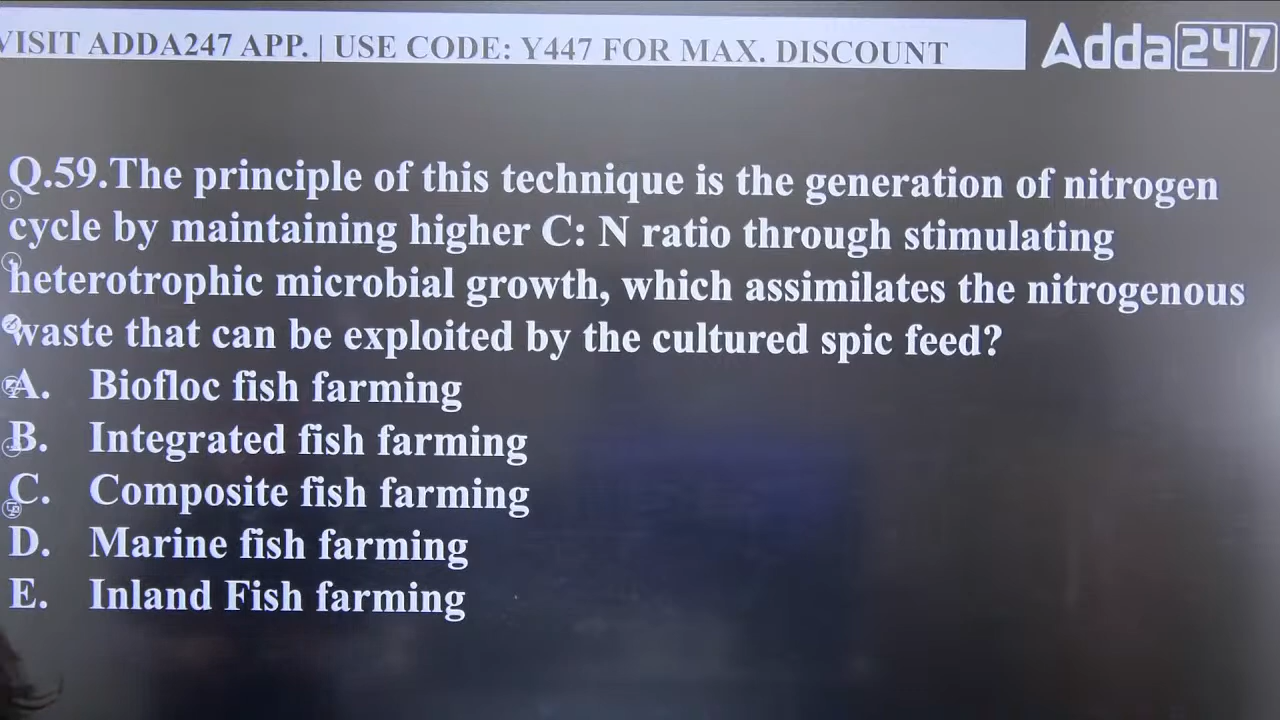 VISIT ADDA247 APP. | USE CODE: Y447 FOR MAX. DISCOUNT
Adda247
Q.59.The principle of this technique is the generation of nitrogen
cycle by maintaining higher C: N ratio through stimulating
heterotrophic microbial growth, which assimilates the nitrogenous
waste that can be exploited by the cultured spic feed?
A. Biofloc fish farming
B. Integrated fish farming
C. Composite fish farming
D. Marine fish farming
E. Inland Fish farming